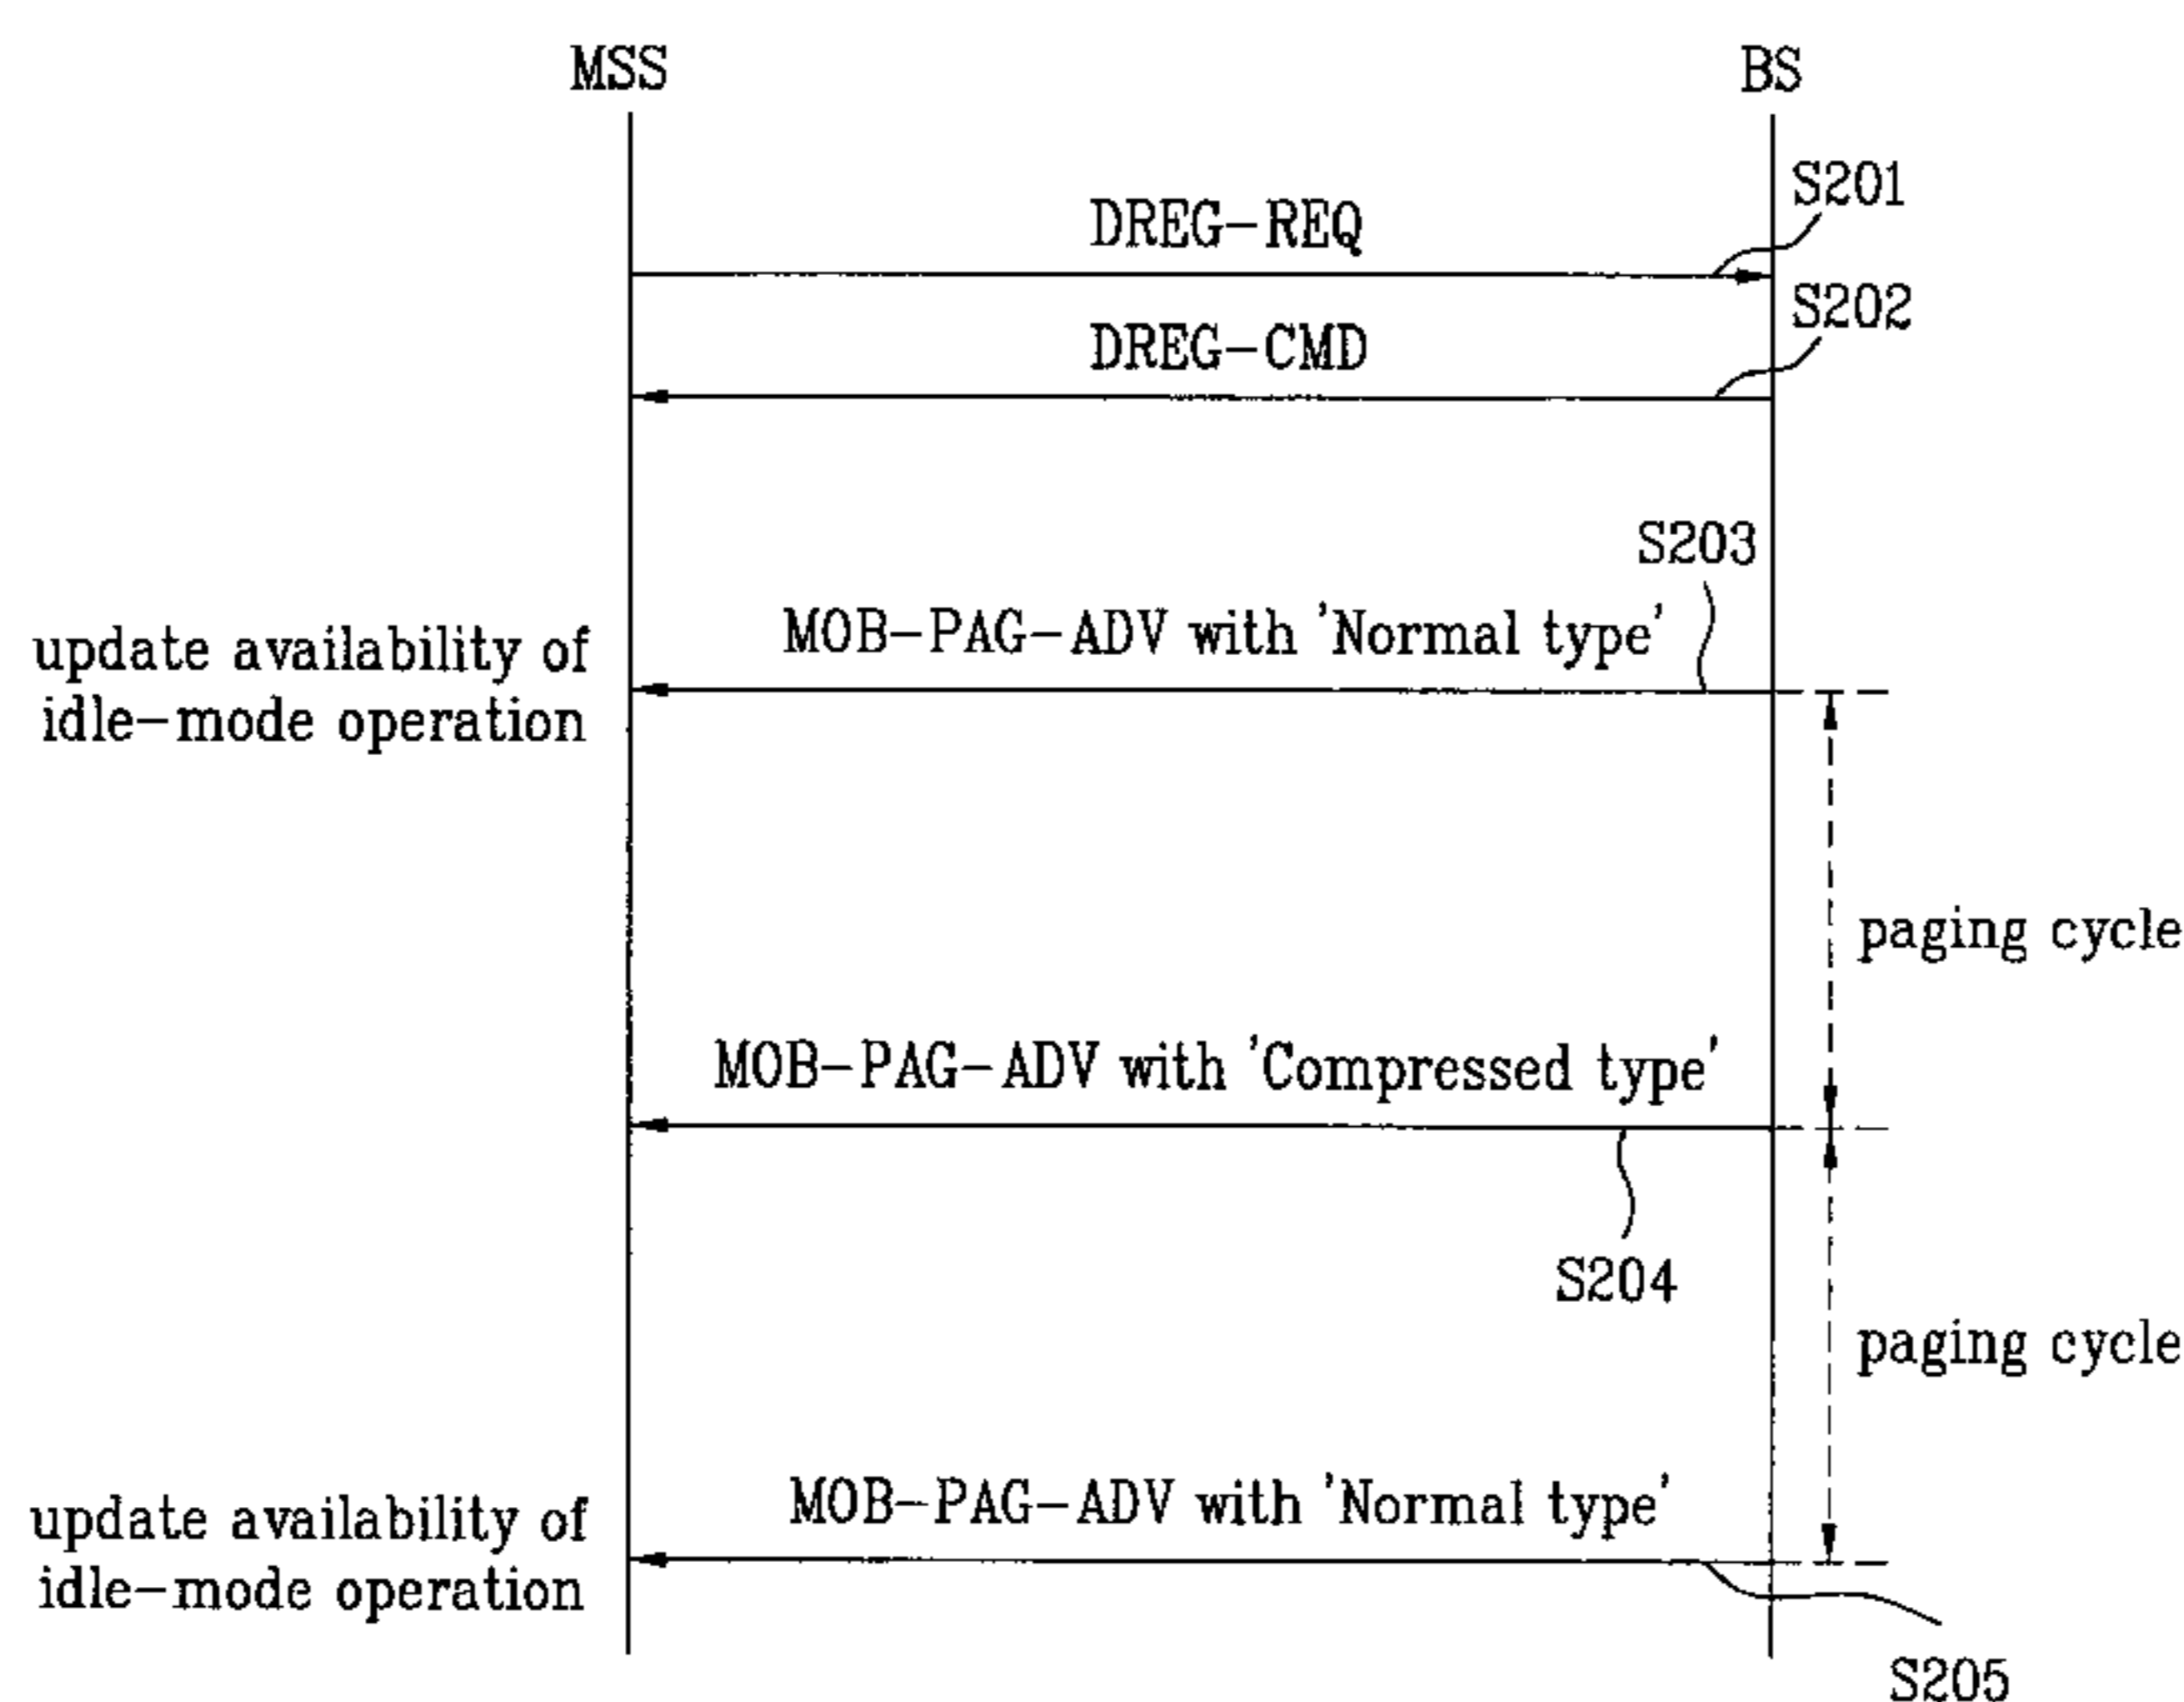 MSS
BS
S201
DREG-REQ
S202
DREG-CMD
S203
MOB-PAG-ADV with 'Normal type'
update availability of
idle-mode operation
paging cycle
MOB-PAG-ADV with 'Compressed type'
S204
paging cycle
MOB-PAG-ADV with 'Normal type'
update availability of
idle-mode operation
S205